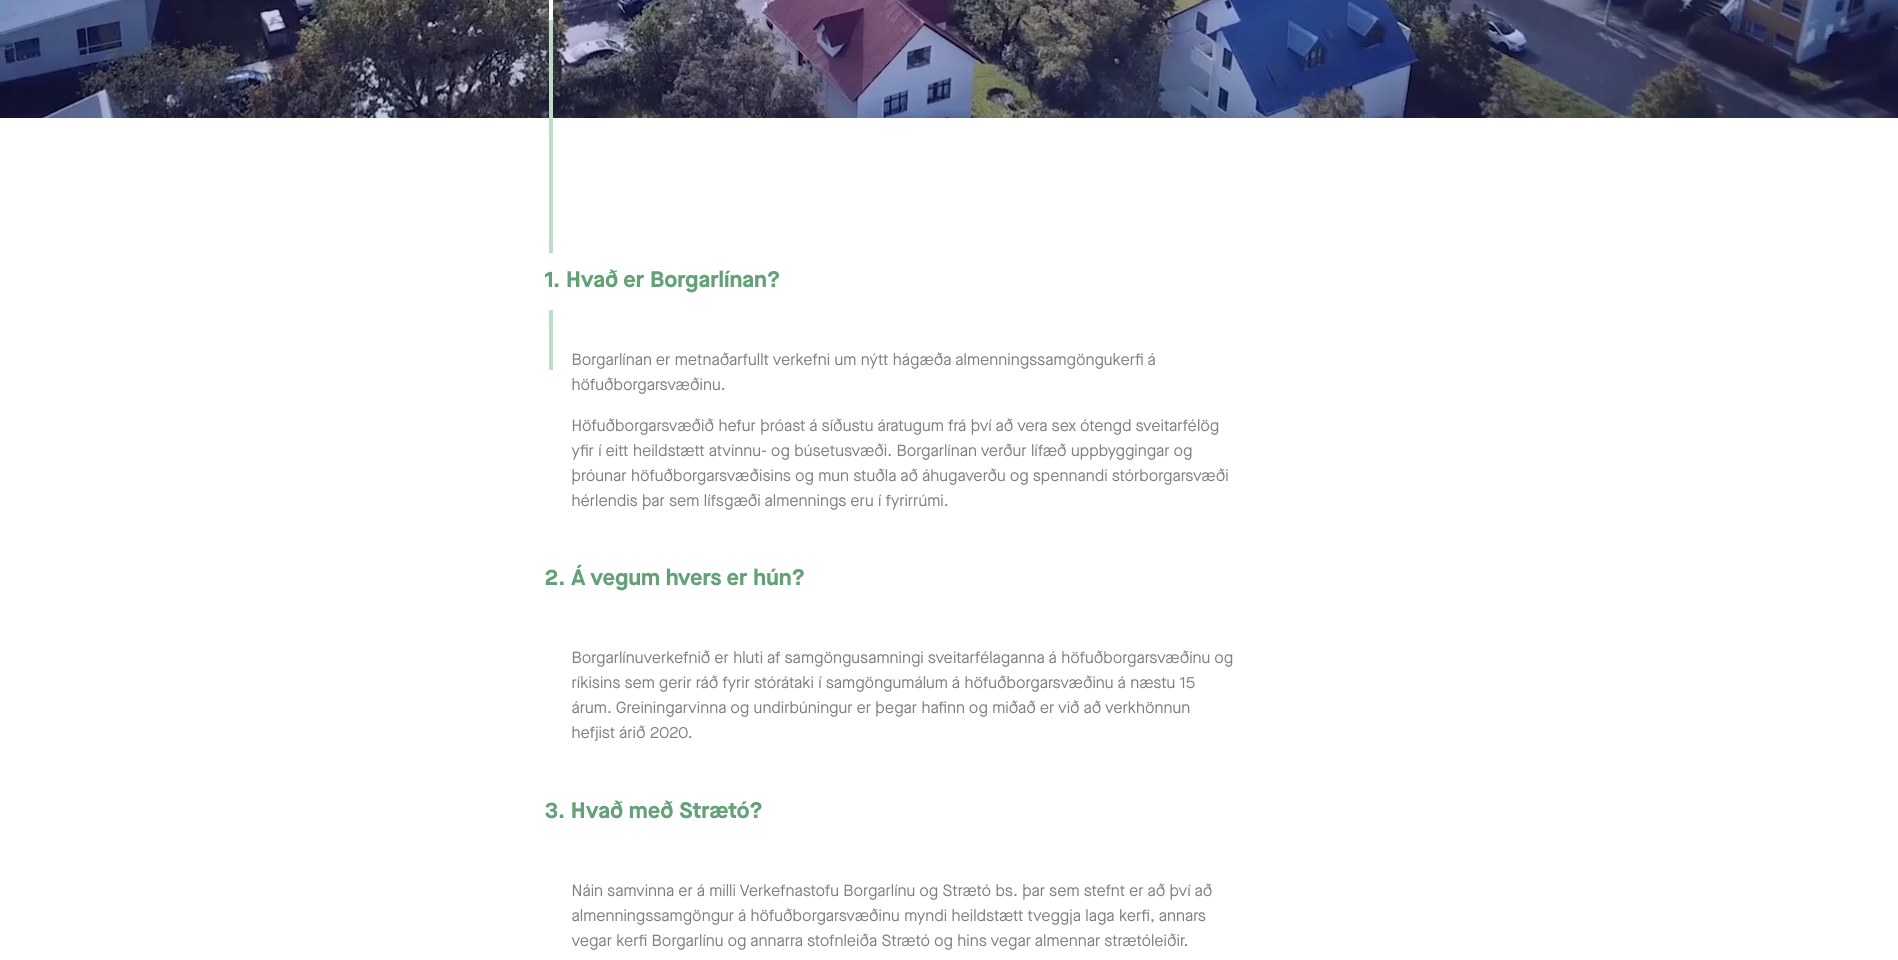 1. Hvað er Borgarlínan?
Borgarlínan er metnaðarfullt verkefni um nýtt hágæða almenningssamgöngukerfi á
höfuðborgarsvæðinu.
Höfuðborgarsvæðið hefur þróast á síðustu áratugum frá því að vera sex ótengd sveitarfélög
yfir í eitt heildstætt atvinnu- og búsetusvæði. Borgarlínan verður lífæð uppbyggingar og
þróunar höfuðborgarsvæðisins og mun stuðla að áhugaverðu og spennandi stórborgarsvæði
hérlendis þar sem lífsgæði almennings eru í fyrirrúmi.
2. Á vegum hvers er hún?
Borgarlínuverkefnið er hluti af samgöngusamningi sveitarfélaganna á höfuðborgarsvæðinu og
ríkisins sem gerir ráð fyrir stórátaki í samgöngumálum á höfuðborgarsvæðinu á næstu 15
árum. Greiningarvinna og undirbúningur er þegar hafinn og miðað er við að verkhönnun
hefjist árið 2020.
3. Hvað með Strætó?
Náin samvinna er á milli Verkefnastofu Borgarlínu og Strætó bs. þar sem stefnt er að því að
almenningssamgöngur á höfuðborgarsvæðinu myndi heildstætt tveggja laga kerfi, annars
vegar kerfi Borgarlínu og annarra stofnleiða Strætó og hins vegar almennar strætóleiðir.